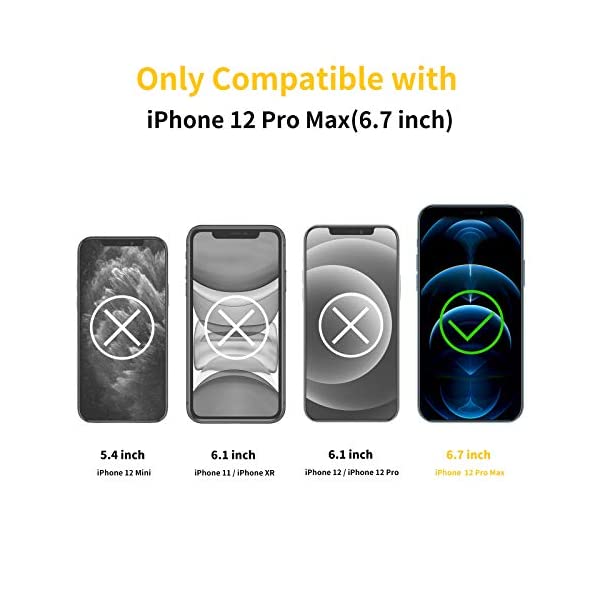 Only Compatible with
iPhone 12 Pro Max(6.7 inch)
5.4 inch
6.1 inch
6.1 inch
6.7 inch
iPhone 12 Mini
iPhone 11 / iPhone XR
iPhone 12 / iPhone 12 Pro
iPhone 12 Pro Max